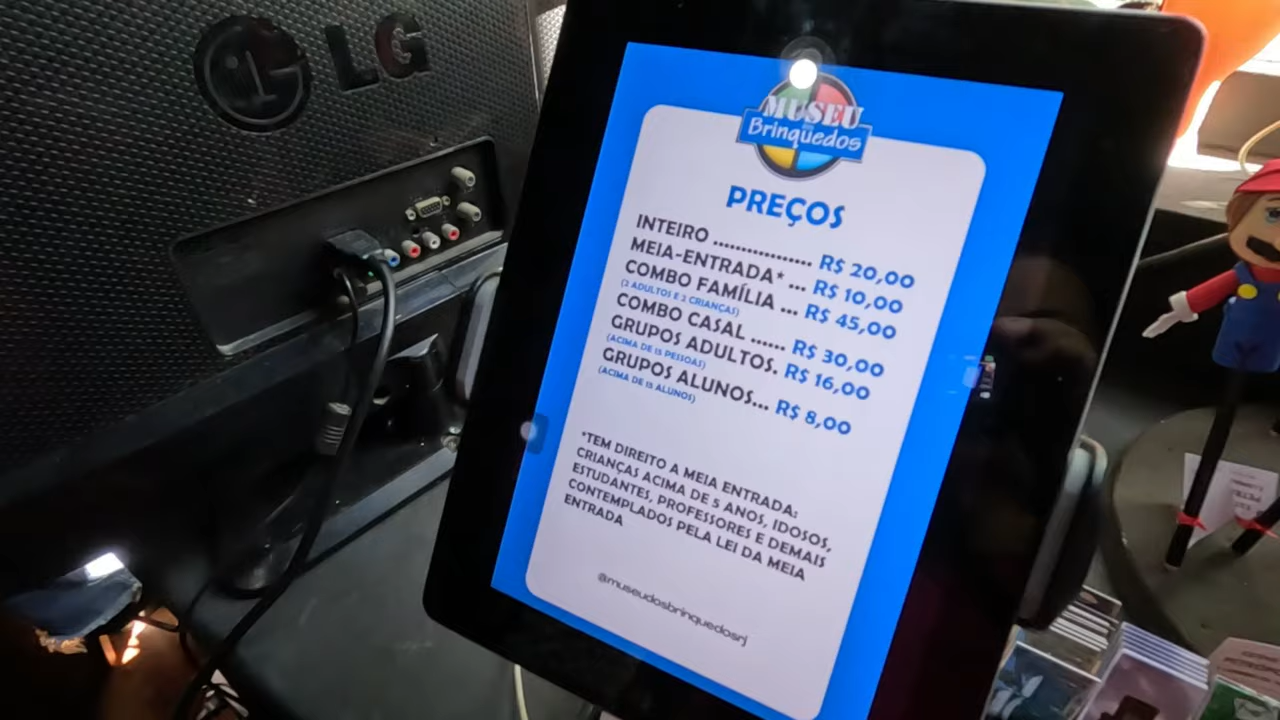 LG
MUSEU
Brinquedos
PREÇOS
INTEIRO ................. R$ 20,00
MEIA-ENTRADA* ... R$ 10,00
COMBO FAMÍLIA ... R$ 45,00
(2 ADULTOS E 2 CRIANÇAS)
COMBO CASAL ...... R$ 30,00
GRUPOS ADULTOS. R$ 16,00
(ACIMA DE 15 PESSOAS)
GRUPOS ALUNOS... R$ 8,00
(ACIMA DE 15 ALUNOS)
*TEM DIREITO A MEIA ENTRADA:
CRIANÇAS ACIMA DE 5 ANOS, IDOSOS,
ESTUDANTES, PROFESSORES E DEMAIS
CONTEMPLADOS PELA LEI DA MEIA
ENTRADA
@museudosbrinquedosrj